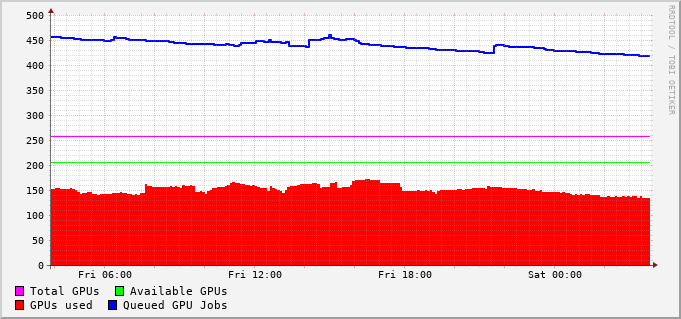 500
450
400
350
300
250
200
150
100
50
0
Fri 06:00 Fri 12:00 Fri 18:00 Sat 00:00
Total GPUs Available GPUs
GPUs used Queued GPU Jobs
RRDTOOL / TOBI OETIKER